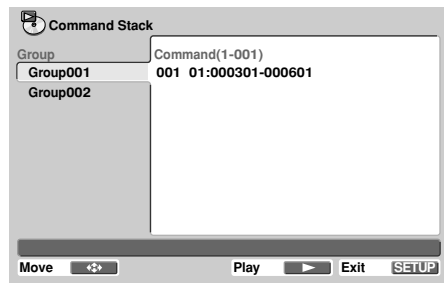 Command Stack
Group
Command(1-001)
Group001
001 01:000301-000601
Group002
Move
Play
Exit
SETUP